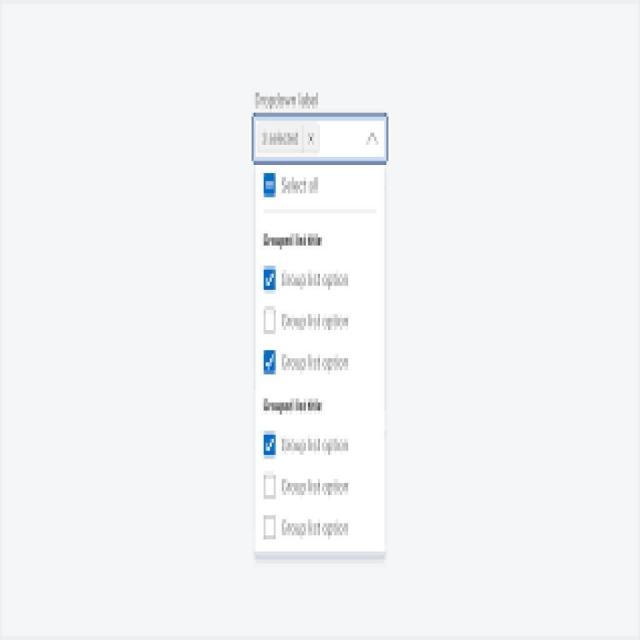 Dropdown label
3 selected x
Select all
Grouped list title
Group list option
Group list option
Group list option
Grouped list title
Group list option
Group list option
Group list option